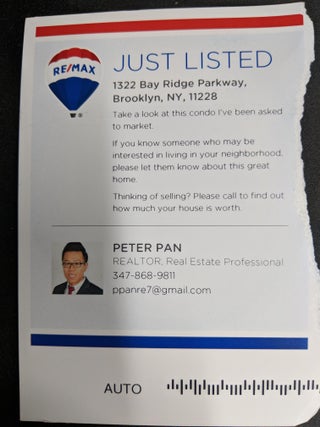 RE/MAX
®
JUST LISTED
1322 Bay Ridge Parkway,
Brooklyn, NY, 11228
Take a look at this condo I've been asked
to market.
If you know someone who may be
interested in living in your neighborhood,
please let them know about this great
home.
Thinking of selling? Please call to find out
how much your house is worth.
PETER PAN
REALTOR, Real Estate Professional
347-868-9811
ppanre7@gmail.com
AUTO